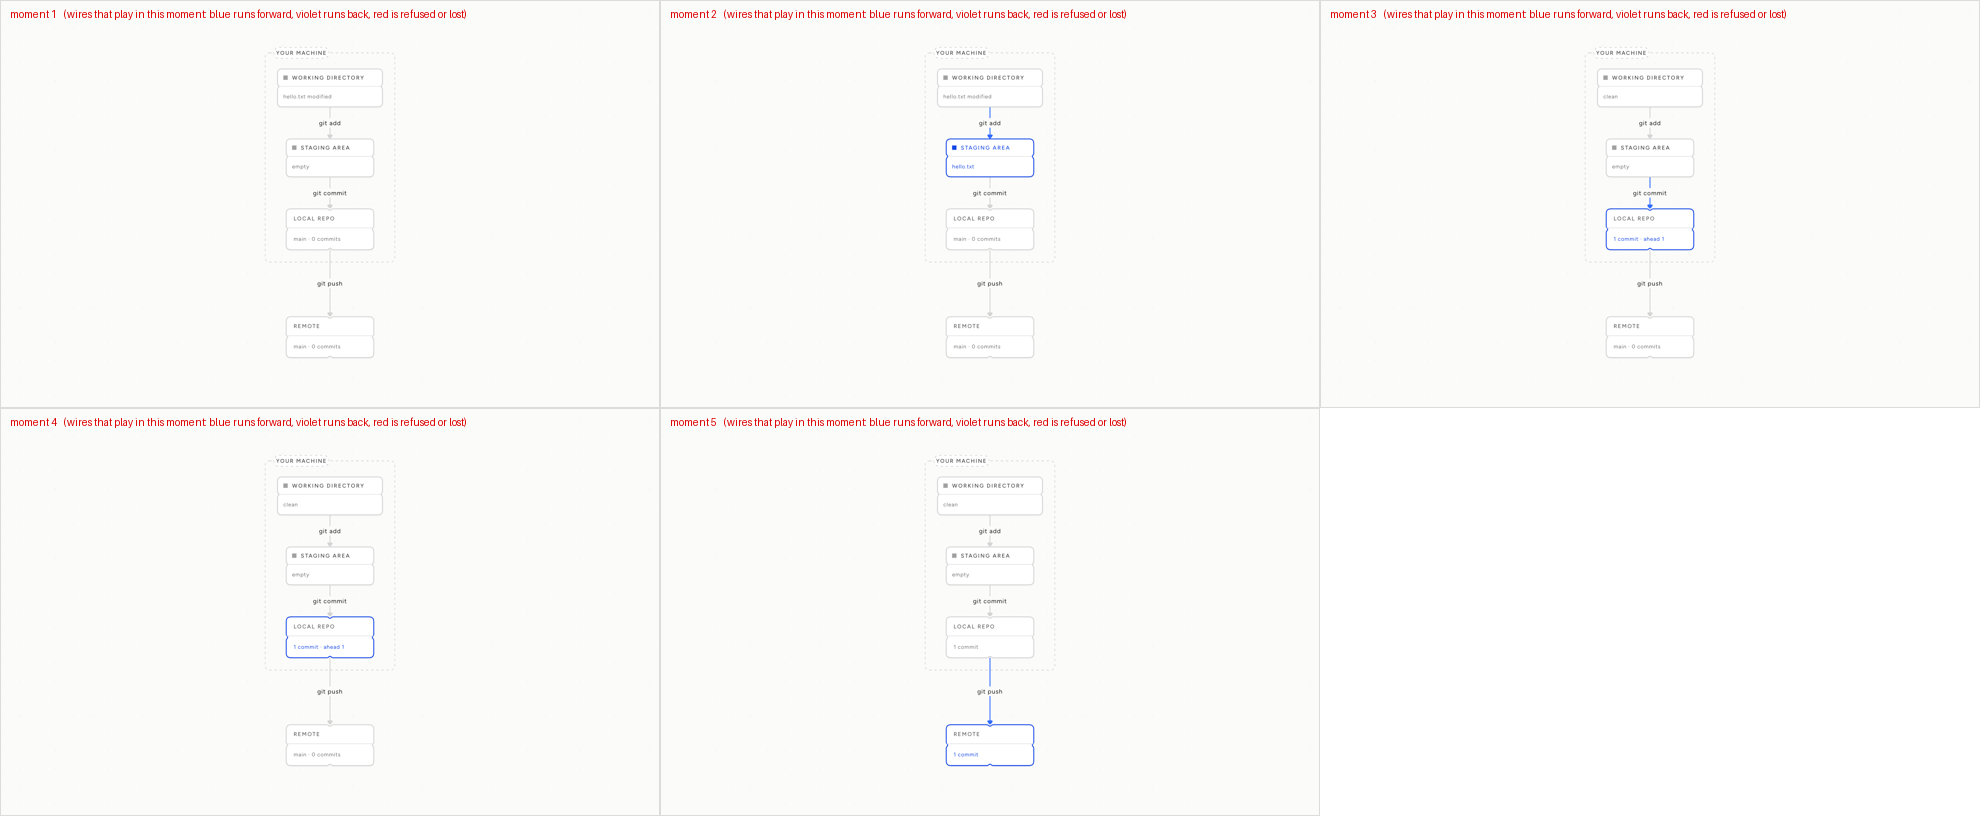 moment 1 (wires that play in this moment: blue runs forward, violet runs back, red is refused or lost)
YOUR MACHINE
WORKING DIRECTORY
hello.txt modified
git add
STAGING AREA
empty
git commit
LOCAL REPO
main · 0 commits
git push
REMOTE
main · 0 commits
moment 2 (wires that play in this moment: blue runs forward, violet runs back, red is refused or lost)
YOUR MACHINE
WORKING DIRECTORY
hello.txt modified
git add
STAGING AREA
hello.txt
git commit
LOCAL REPO
main · 0 commits
git push
REMOTE
main · 0 commits
moment 3 (wires that play in this moment: blue runs forward, violet runs back, red is refused or lost)
YOUR MACHINE
WORKING DIRECTORY
clean
git add
STAGING AREA
empty
git commit
LOCAL REPO
1 commit · ahead 1
git push
REMOTE
main · 0 commits
moment 4 (wires that play in this moment: blue runs forward, violet runs back, red is refused or lost)
YOUR MACHINE
WORKING DIRECTORY
clean
git add
STAGING AREA
empty
git commit
LOCAL REPO
1 commit · ahead 1
git push
REMOTE
main · 0 commits
moment 5 (wires that play in this moment: blue runs forward, violet runs back, red is refused or lost)
YOUR MACHINE
WORKING DIRECTORY
clean
git add
STAGING AREA
empty
git commit
LOCAL REPO
1 commit
git push
REMOTE
1 commit